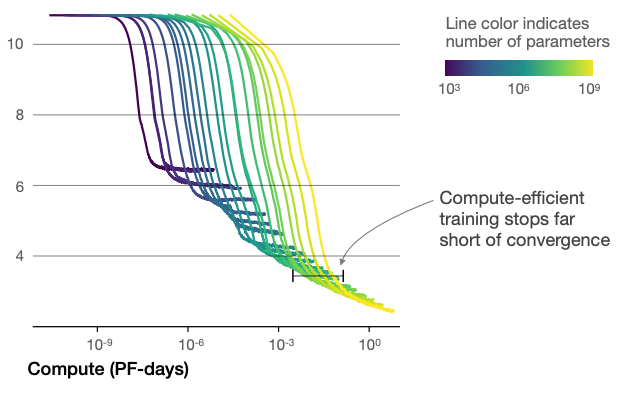 Line color indicates
number of parameters
10³ 10⁶ 10⁹
10
8
6
4
Compute-efficient
training stops far
short of convergence
10⁻⁹ 10⁻⁶ 10⁻³ 10⁰
Compute (PF-days)